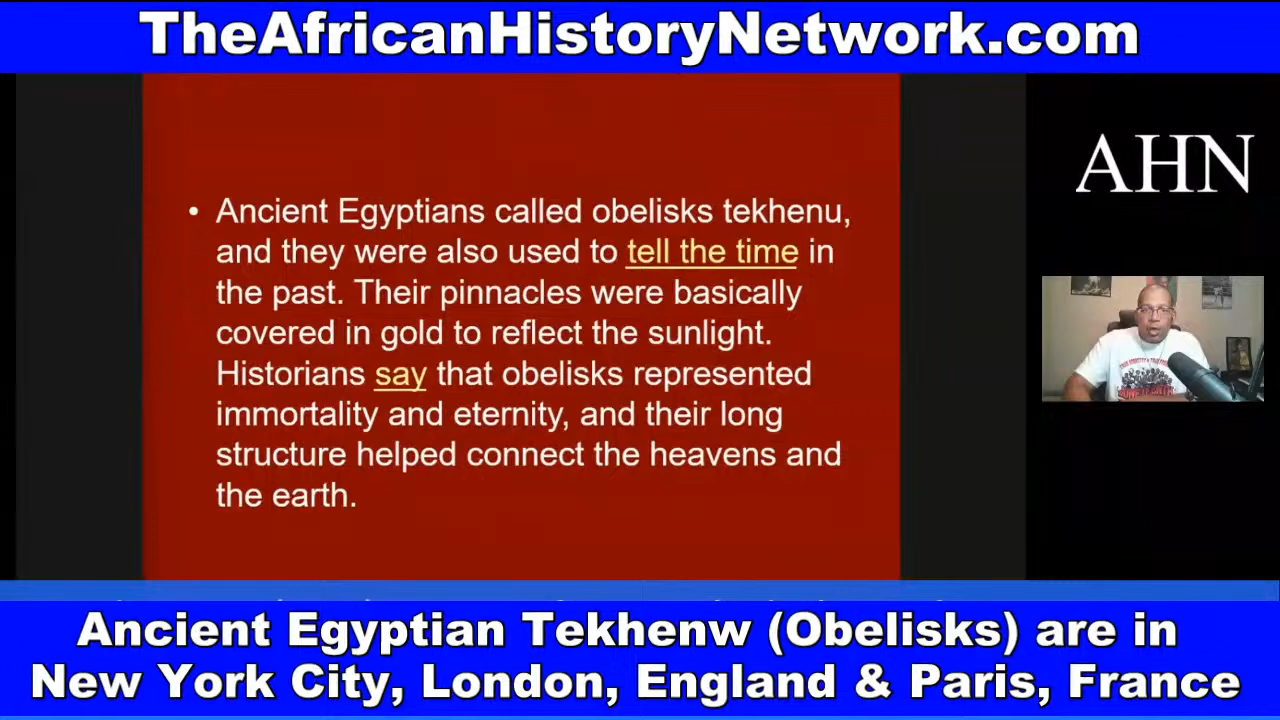 TheAfricanHistoryNetwork.com
AHN
• Ancient Egyptians called obelisks tekhenu,
and they were also used to tell the time in
the past. Their pinnacles were basically
covered in gold to reflect the sunlight.
Historians say that obelisks represented
immortality and eternity, and their long
structure helped connect the heavens and
the earth.
Ancient Egyptian Tekhenw (Obelisks) are in
New York City, London, England & Paris, France